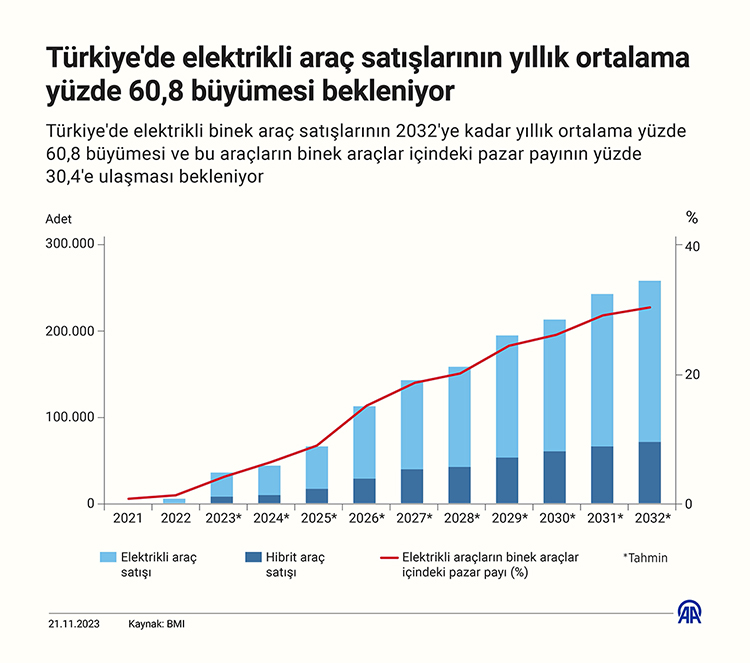 Türkiye'de elektrikli araç satışlarının yıllık ortalama
yüzde 60,8 büyümesi bekleniyor
Türkiye'de elektrikli binek araç satışlarının 2032'ye kadar yıllık ortalama yüzde
60,8 büyümesi ve bu araçların binek araçlar içindeki pazar payının yüzde
30,4'e ulaşması bekleniyor
Adet
%
300.000
40
200.000
20
100.000
0
0
2021 2022 2023* 2024* 2025* 2026* 2027* 2028* 2029* 2030* 2031* 2032*
Elektrikli araç
satışı
Hibrit araç
satışı
Elektrikli araçların binek araçlar
içindeki pazar payı (%)
*Tahmin
21.11.2023 Kaynak: BMI
AA